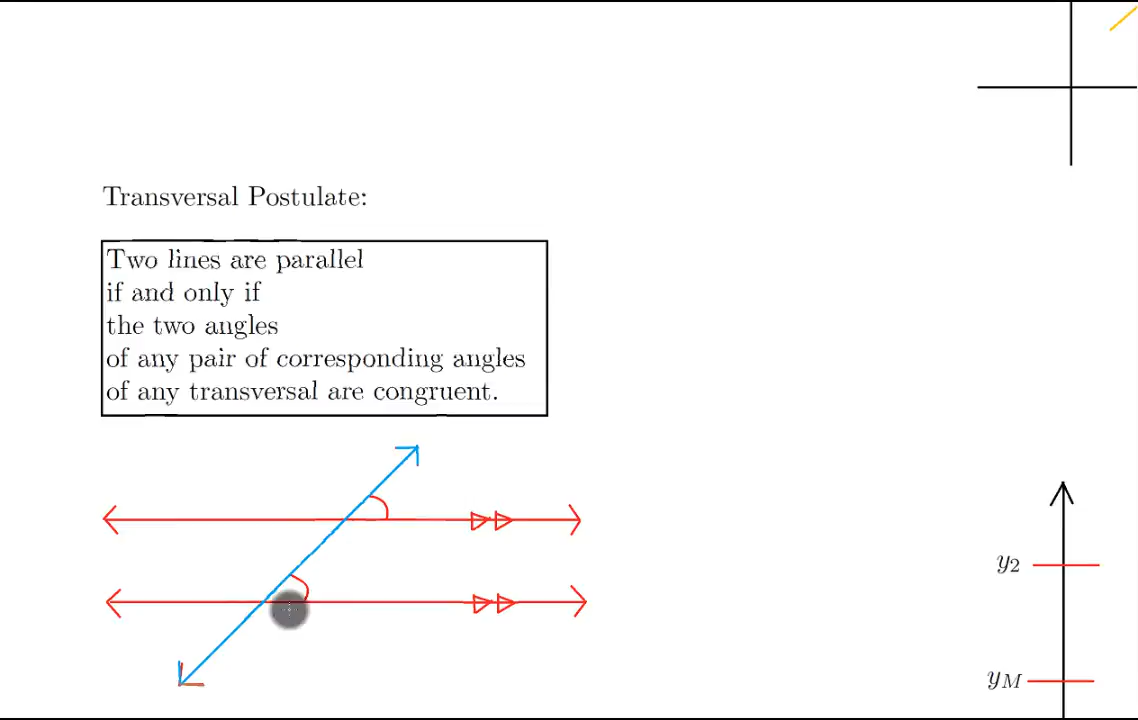 Transversal Postulate:
Two lines are parallel
if and only if
the two angles
of any pair of corresponding angles
of any transversal are congruent.
y₂
y_M